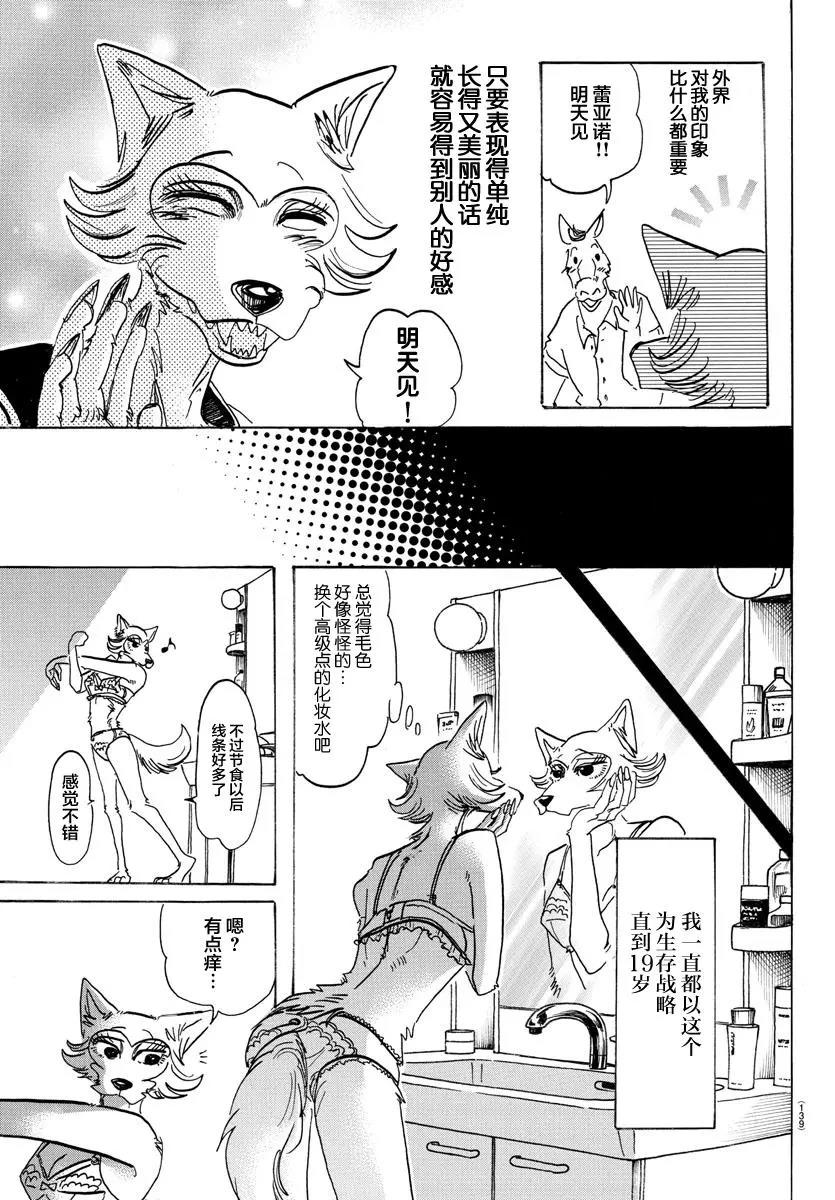 外界
对我的印象
比什么都重要
蕾亚诺!!
明天见
只要表现得单纯
长得又美丽的话
就容易得到别人的好感
明天见！
总觉得毛色
好像怪怪的…
换个高级点的化妆水吧
我一直都以这个
为生存战略
直到19岁
不过节食以后
线条好多了
感觉不错
嗯?
有点痒…
(139)